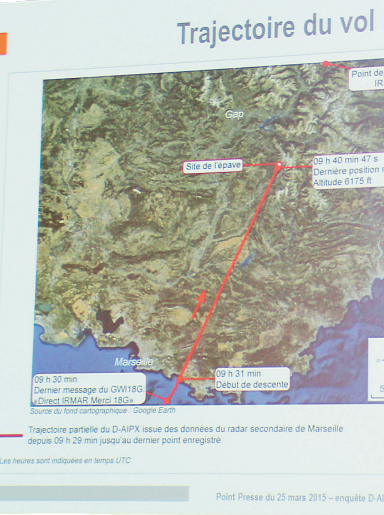 Trajectoire du vol
Point de
IR
Gap
Site de l'épave
09 h 40 min 47 s
Dernière position
Altitude 6175 ft
Marseille
09 h 31 min
Début de descente
09 h 30 min
Dernier message du GWI18G
«Direct IRMAR Merci 18G»
Source du fond cartographique : Google Earth
Trajectoire partielle du D-AIPX issue des données du radar secondaire de Marseille
depuis 09 h 29 min jusqu'au dernier point enregistré
Les heures sont indiquées en temps UTC
Point Presse du 25 mars 2015 – enquête D-AI